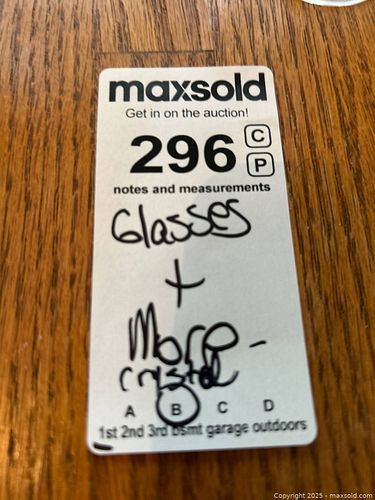 maxsold
Get in on the auction!
296 C
P
notes and measurements
Glasses
+
More -
crystal
A B C D
1st 2nd 3rd bsmt garage outdoors
Copyright © 2025 - maxsold.com